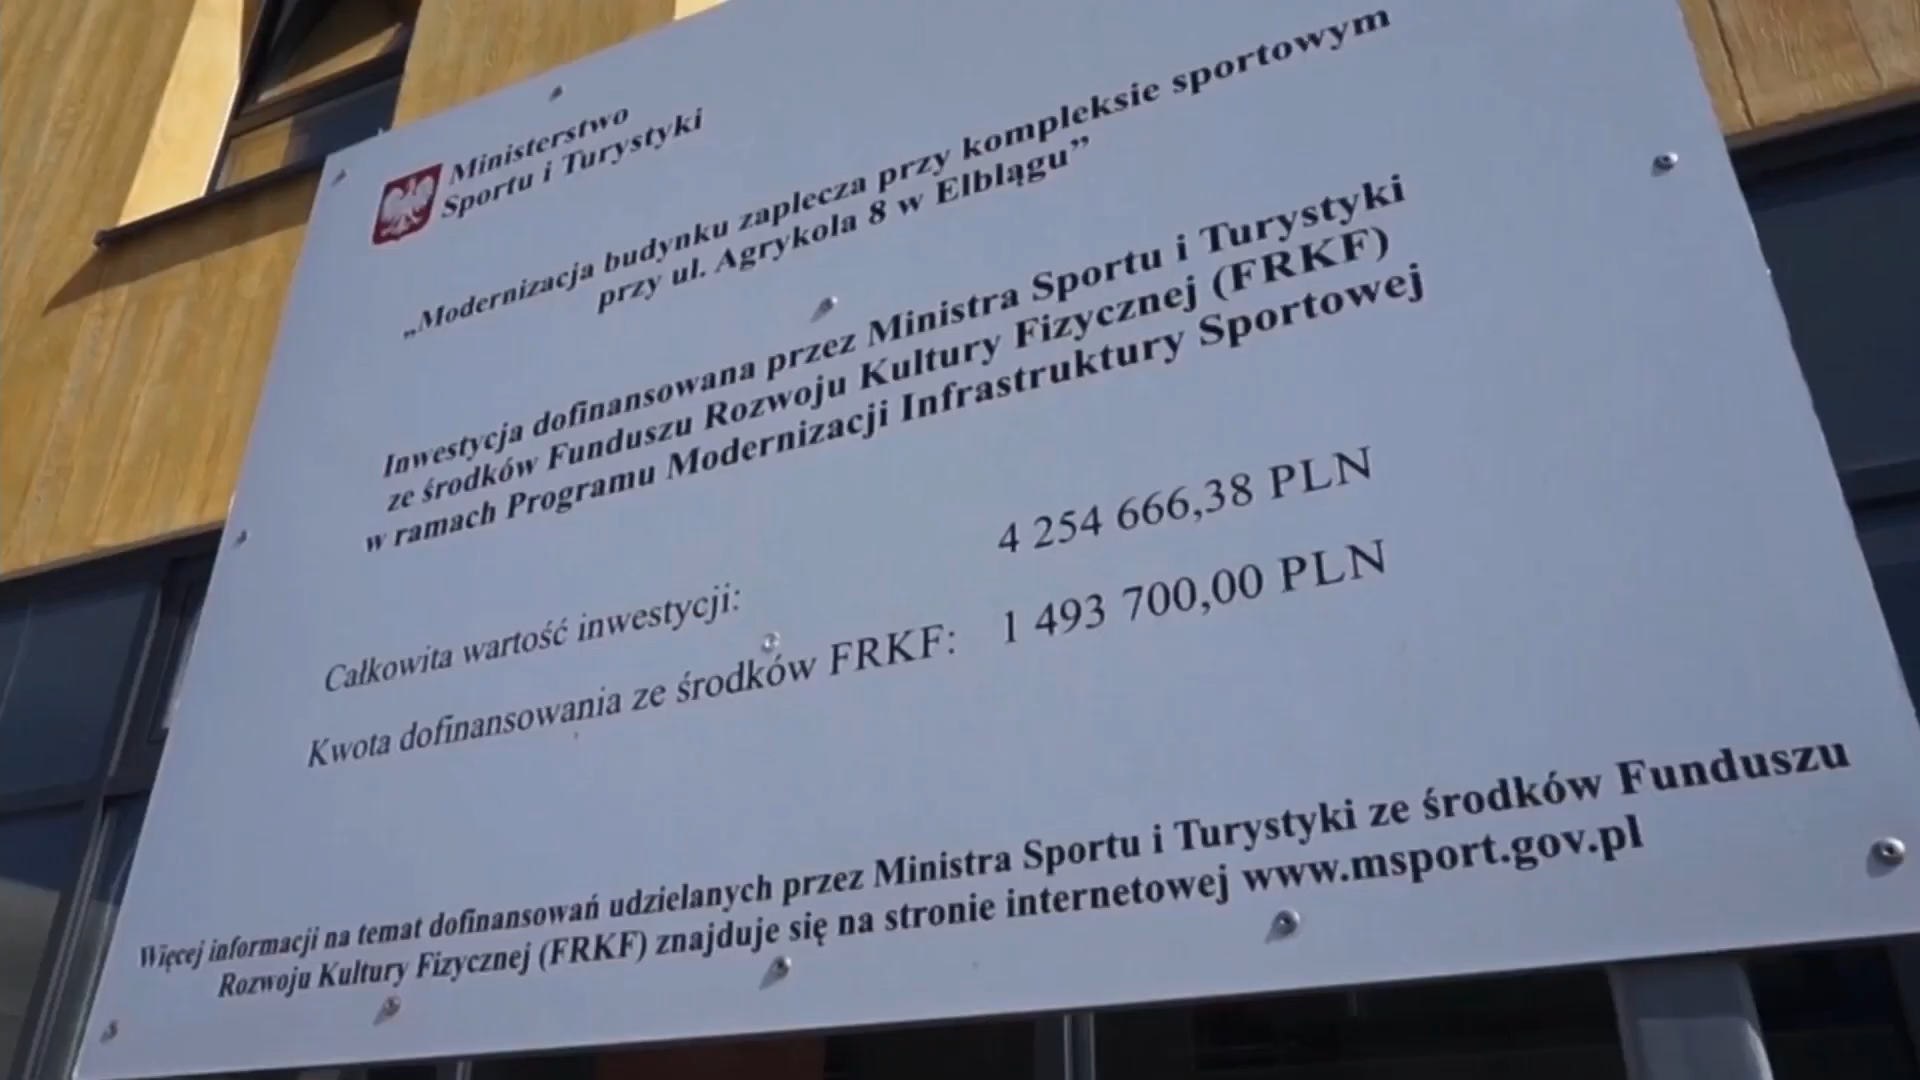 Ministerstwo
Sportu i Turystyki
„Modernizacja budynku zaplecza przy kompleksie sportowym
przy ul. Agrykola 8 w Elblągu”
Inwestycja dofinansowana przez Ministra Sportu i Turystyki
ze środków Funduszu Rozwoju Kultury Fizycznej (FRKF)
w ramach Programu Modernizacji Infrastruktury Sportowej
Całkowita wartość inwestycji: 4 254 666,38 PLN
Kwota dofinansowania ze środków FRKF: 1 493 700,00 PLN
Więcej informacji na temat dofinansowań udzielanych przez Ministra Sportu i Turystyki ze środków Funduszu
Rozwoju Kultury Fizycznej (FRKF) znajduje się na stronie internetowej www.msport.gov.pl